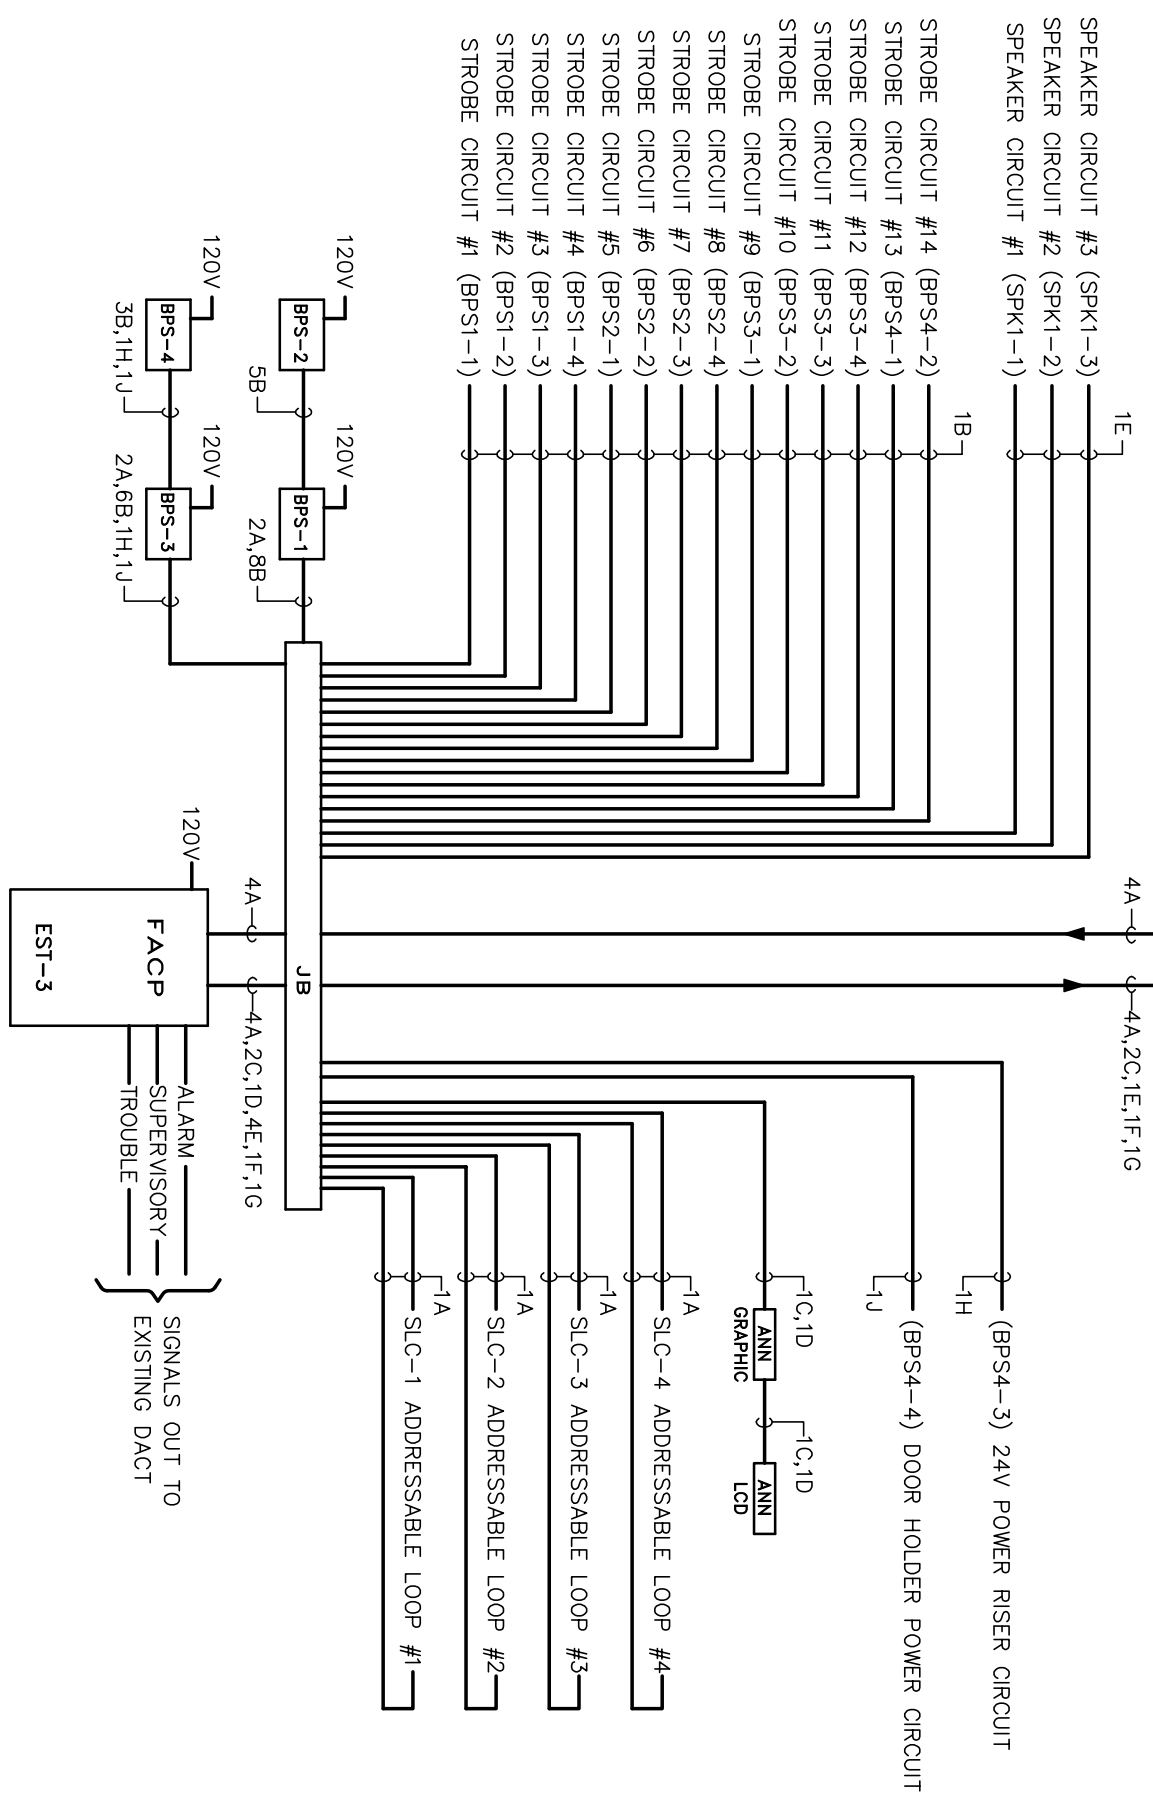 SPEAKER CIRCUIT #3 (SPK1-3)
SPEAKER CIRCUIT #2 (SPK1-2)
SPEAKER CIRCUIT #1 (SPK1-1)
1E
STROBE CIRCUIT #14 (BPS4-2)
STROBE CIRCUIT #13 (BPS4-1)
STROBE CIRCUIT #12 (BPS3-4)
STROBE CIRCUIT #11 (BPS3-3)
STROBE CIRCUIT #10 (BPS3-2)
STROBE CIRCUIT #9 (BPS3-1)
STROBE CIRCUIT #8 (BPS2-4)
STROBE CIRCUIT #7 (BPS2-3)
STROBE CIRCUIT #6 (BPS2-2)
STROBE CIRCUIT #5 (BPS2-1)
STROBE CIRCUIT #4 (BPS1-4)
STROBE CIRCUIT #3 (BPS1-3)
STROBE CIRCUIT #2 (BPS1-2)
STROBE CIRCUIT #1 (BPS1-1)
1B
4A
4A,2C,1E,1F,1G
1H
(BPS4-3) 24V POWER RISER CIRCUIT
1J
(BPS4-4) DOOR HOLDER POWER CIRCUIT
1C,1D
ANN
GRAPHIC
1C,1D
ANN
LCD
1A
SLC-4 ADDRESSABLE LOOP #4
1A
SLC-3 ADDRESSABLE LOOP #3
1A
SLC-2 ADDRESSABLE LOOP #2
1A
SLC-1 ADDRESSABLE LOOP #1
120V
BPS-2
5B
120V
BPS-1
2A,8B
JB
120V
BPS-4
3B,1H,1J
120V
BPS-3
2A,6B,1H,1J
4A
4A,2C,1D,4E,1F,1G
120V
FACP
EST-3
ALARM
SUPERVISORY
TROUBLE
SIGNALS OUT TO
EXISTING DACT